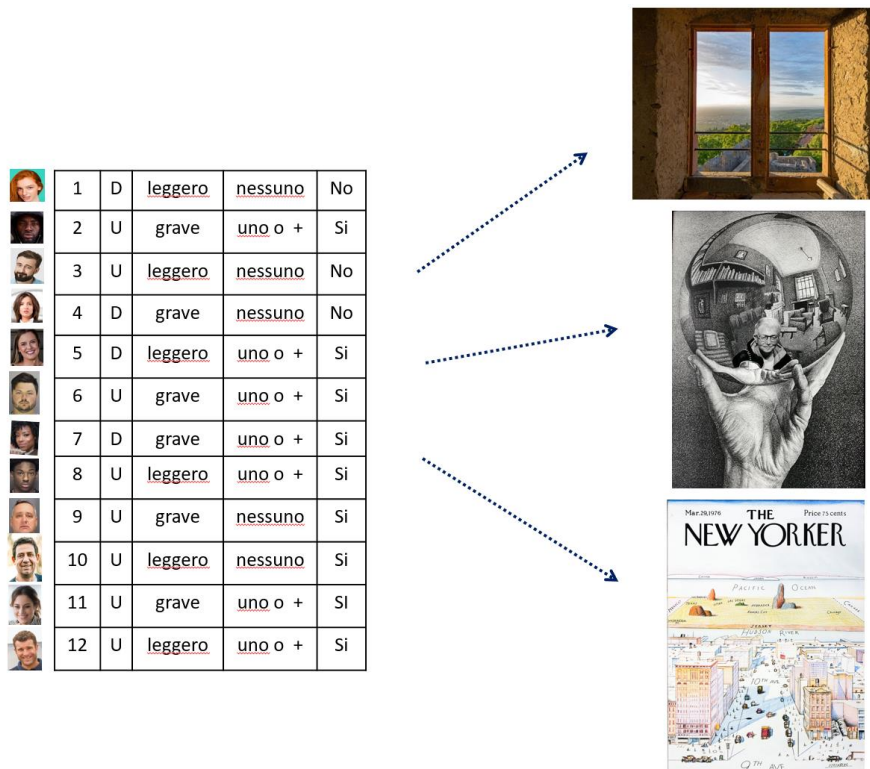 1 D leggero nessuno No
2 U grave uno o + Si
3 U leggero nessuno No
4 D grave nessuno No
5 D leggero uno o + Si
6 U grave uno o + Si
7 D grave uno o + Si
8 U leggero uno o + Si
9 U grave nessuno Si
10 U leggero nessuno Si
11 U grave uno o + SI
12 U leggero uno o + Si
Mar.29,1976 THE Price 75 cents
NEW YORKER
PACIFIC OCEAN
HUDSON RIVER
10TH AVE
9TH AVE